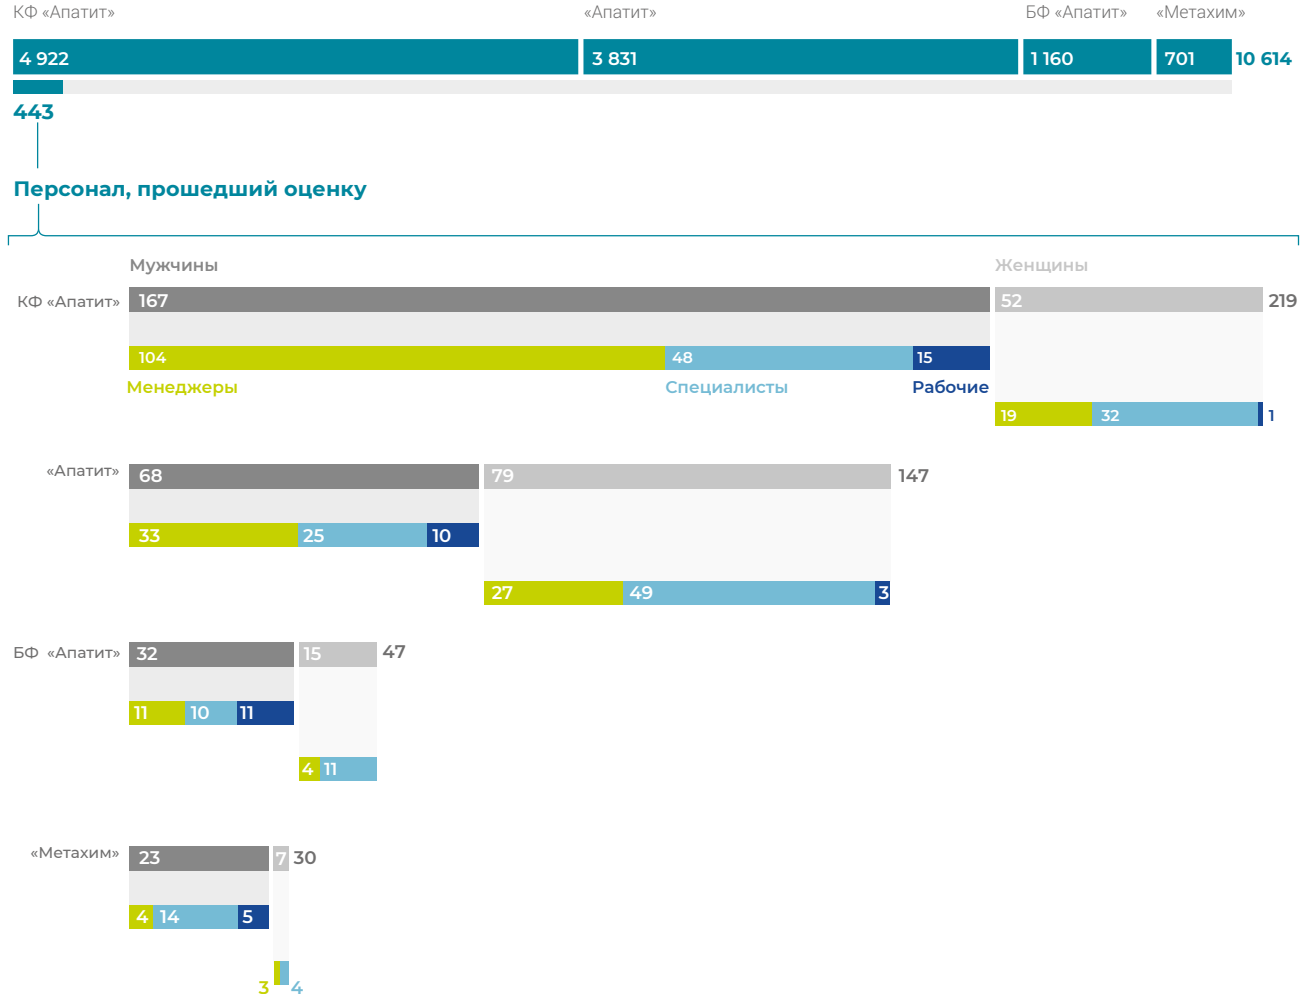 КФ «Апатит» «Апатит» БФ «Апатит» «Метахим»
4 922 3 831 1 160 701 10 614
443
Персонал, прошедший оценку
Мужчины Женщины
КФ «Апатит» 167 52 219
104 48 15
Менеджеры Специалисты Рабочие
19 32 1
«Апатит» 68 79 147
33 25 10
27 49 3
БФ «Апатит» 32 15 47
11 10 11
4 11
«Метахим» 23 7 30
4 14 5
3 4